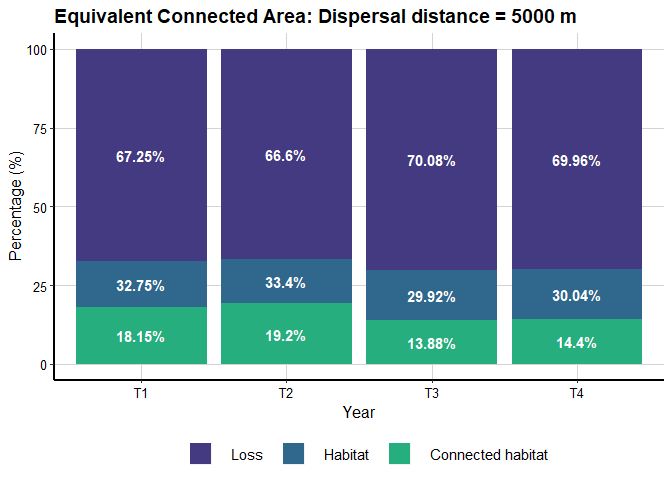 Equivalent Connected Area: Dispersal distance = 5000 m
Percentage (%)
100
75
50
25
0
67.25%
66.6%
70.08%
69.96%
32.75%
33.4%
29.92%
30.04%
18.15%
19.2%
13.88%
14.4%
T1
T2
T3
T4
Year
Loss
Habitat
Connected habitat